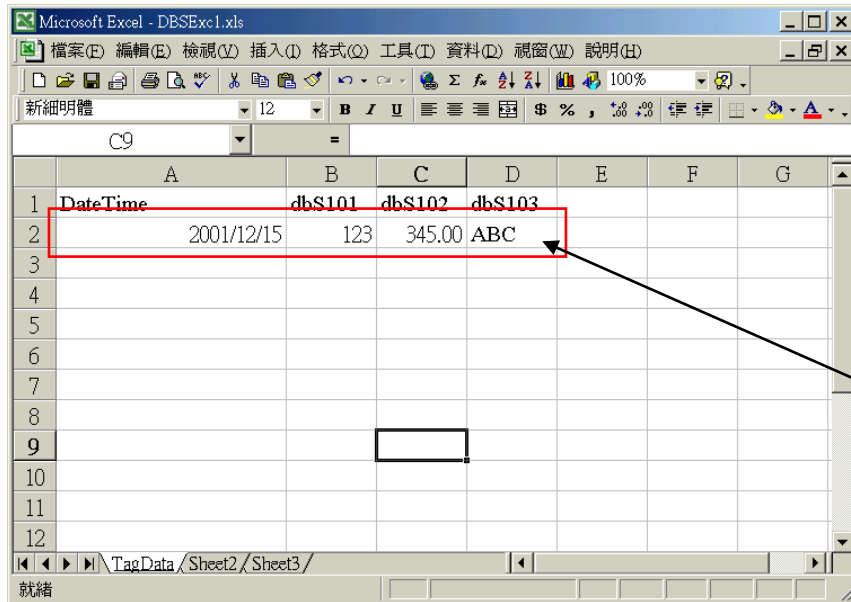 Microsoft Excel - DBSExc1.xls
檔案(F) 編輯(E) 檢視(V) 插入(I) 格式(O) 工具(T) 資料(D) 視窗(W) 說明(H)
100%
新細明體 12 B I U $ % ,
C9 =
A B C D E F G
1 DateTime dbS101 dbS102 dbS103
2 2001/12/15 123 345.00 ABC
3
4
5
6
7
8
9
10
11
12
TagData Sheet2 Sheet3
就緒